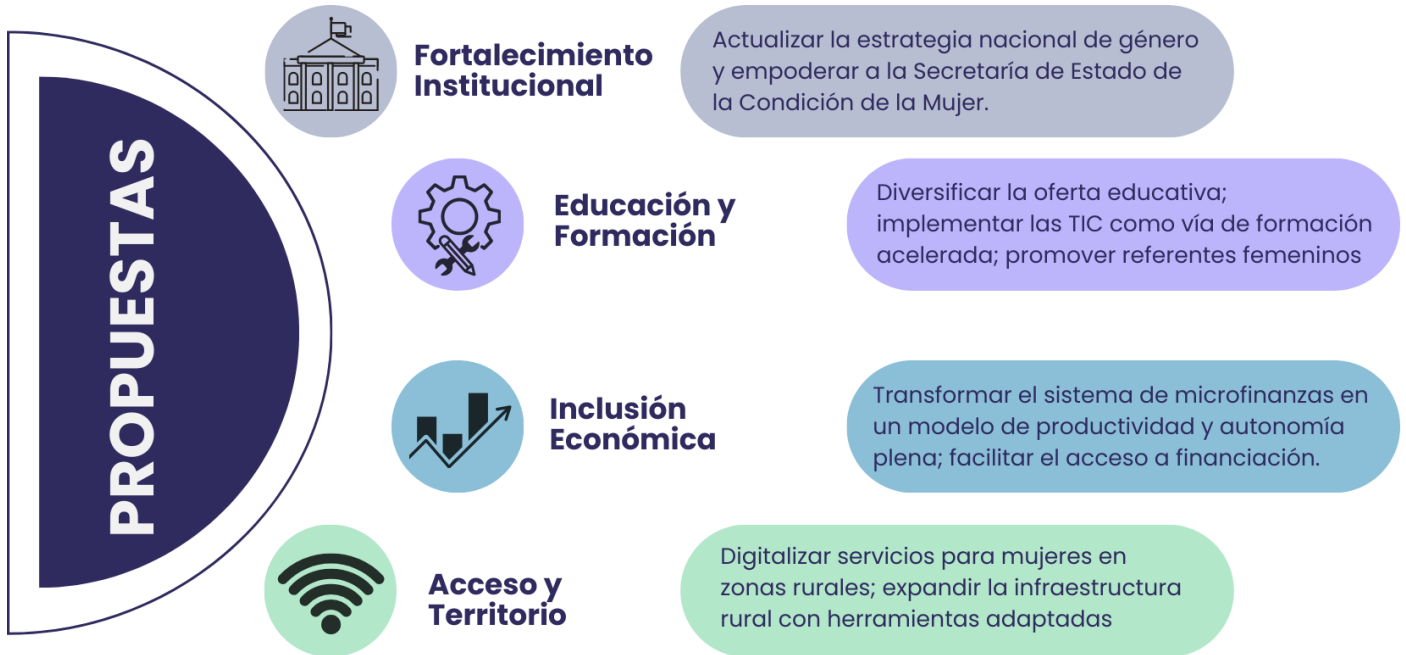 PROPUESTAS
Fortalecimiento
Institucional
Actualizar la estrategia nacional de género
y empoderar a la Secretaría de Estado de
la Condición de la Mujer.
Educación y
Formación
Diversificar la oferta educativa;
implementar las TIC como vía de formación
acelerada; promover referentes femeninos
Inclusión
Económica
Transformar el sistema de microfinanzas en
un modelo de productividad y autonomía
plena; facilitar el acceso a financiación.
Acceso y
Territorio
Digitalizar servicios para mujeres en
zonas rurales; expandir la infraestructura
rural con herramientas adaptadas